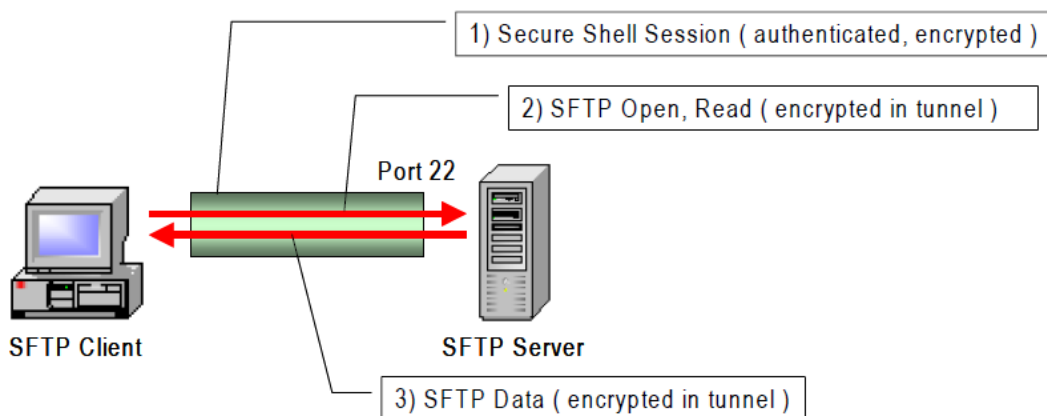 1) Secure Shell Session ( authenticated, encrypted )
2) SFTP Open, Read ( encrypted in tunnel )
Port 22
SFTP Client
SFTP Server
3) SFTP Data ( encrypted in tunnel )